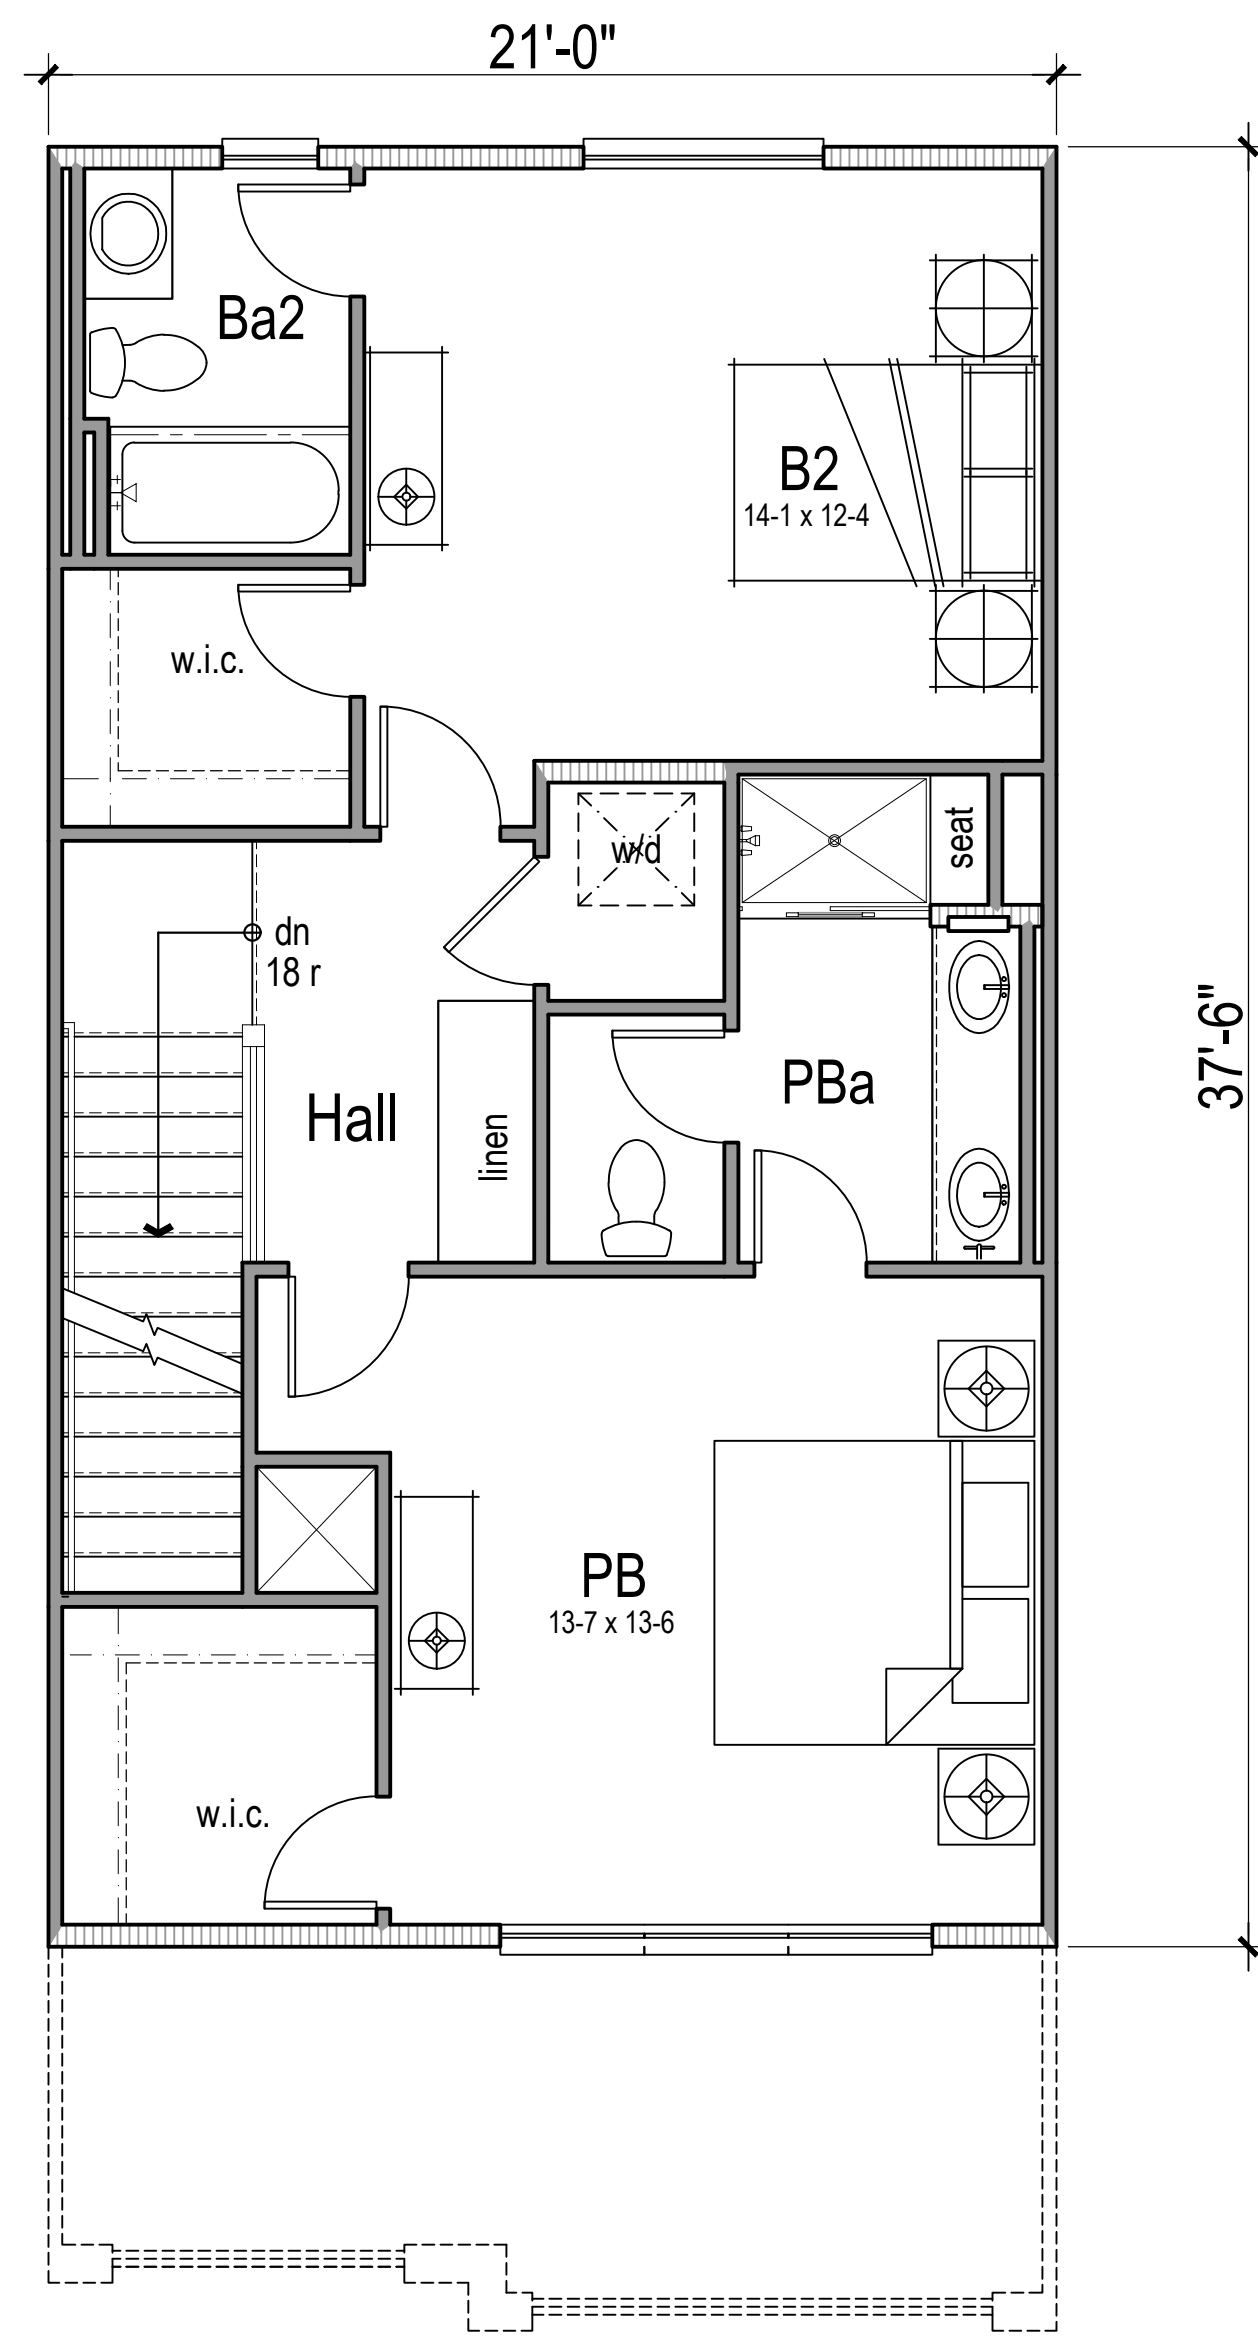 21'-0"
Ba2
B2
14-1 x 12-4
w.i.c.
w/d
seat
dn
18 r
37'-6"
PBa
Hall
linen
PB
13-7 x 13-6
w.i.c.